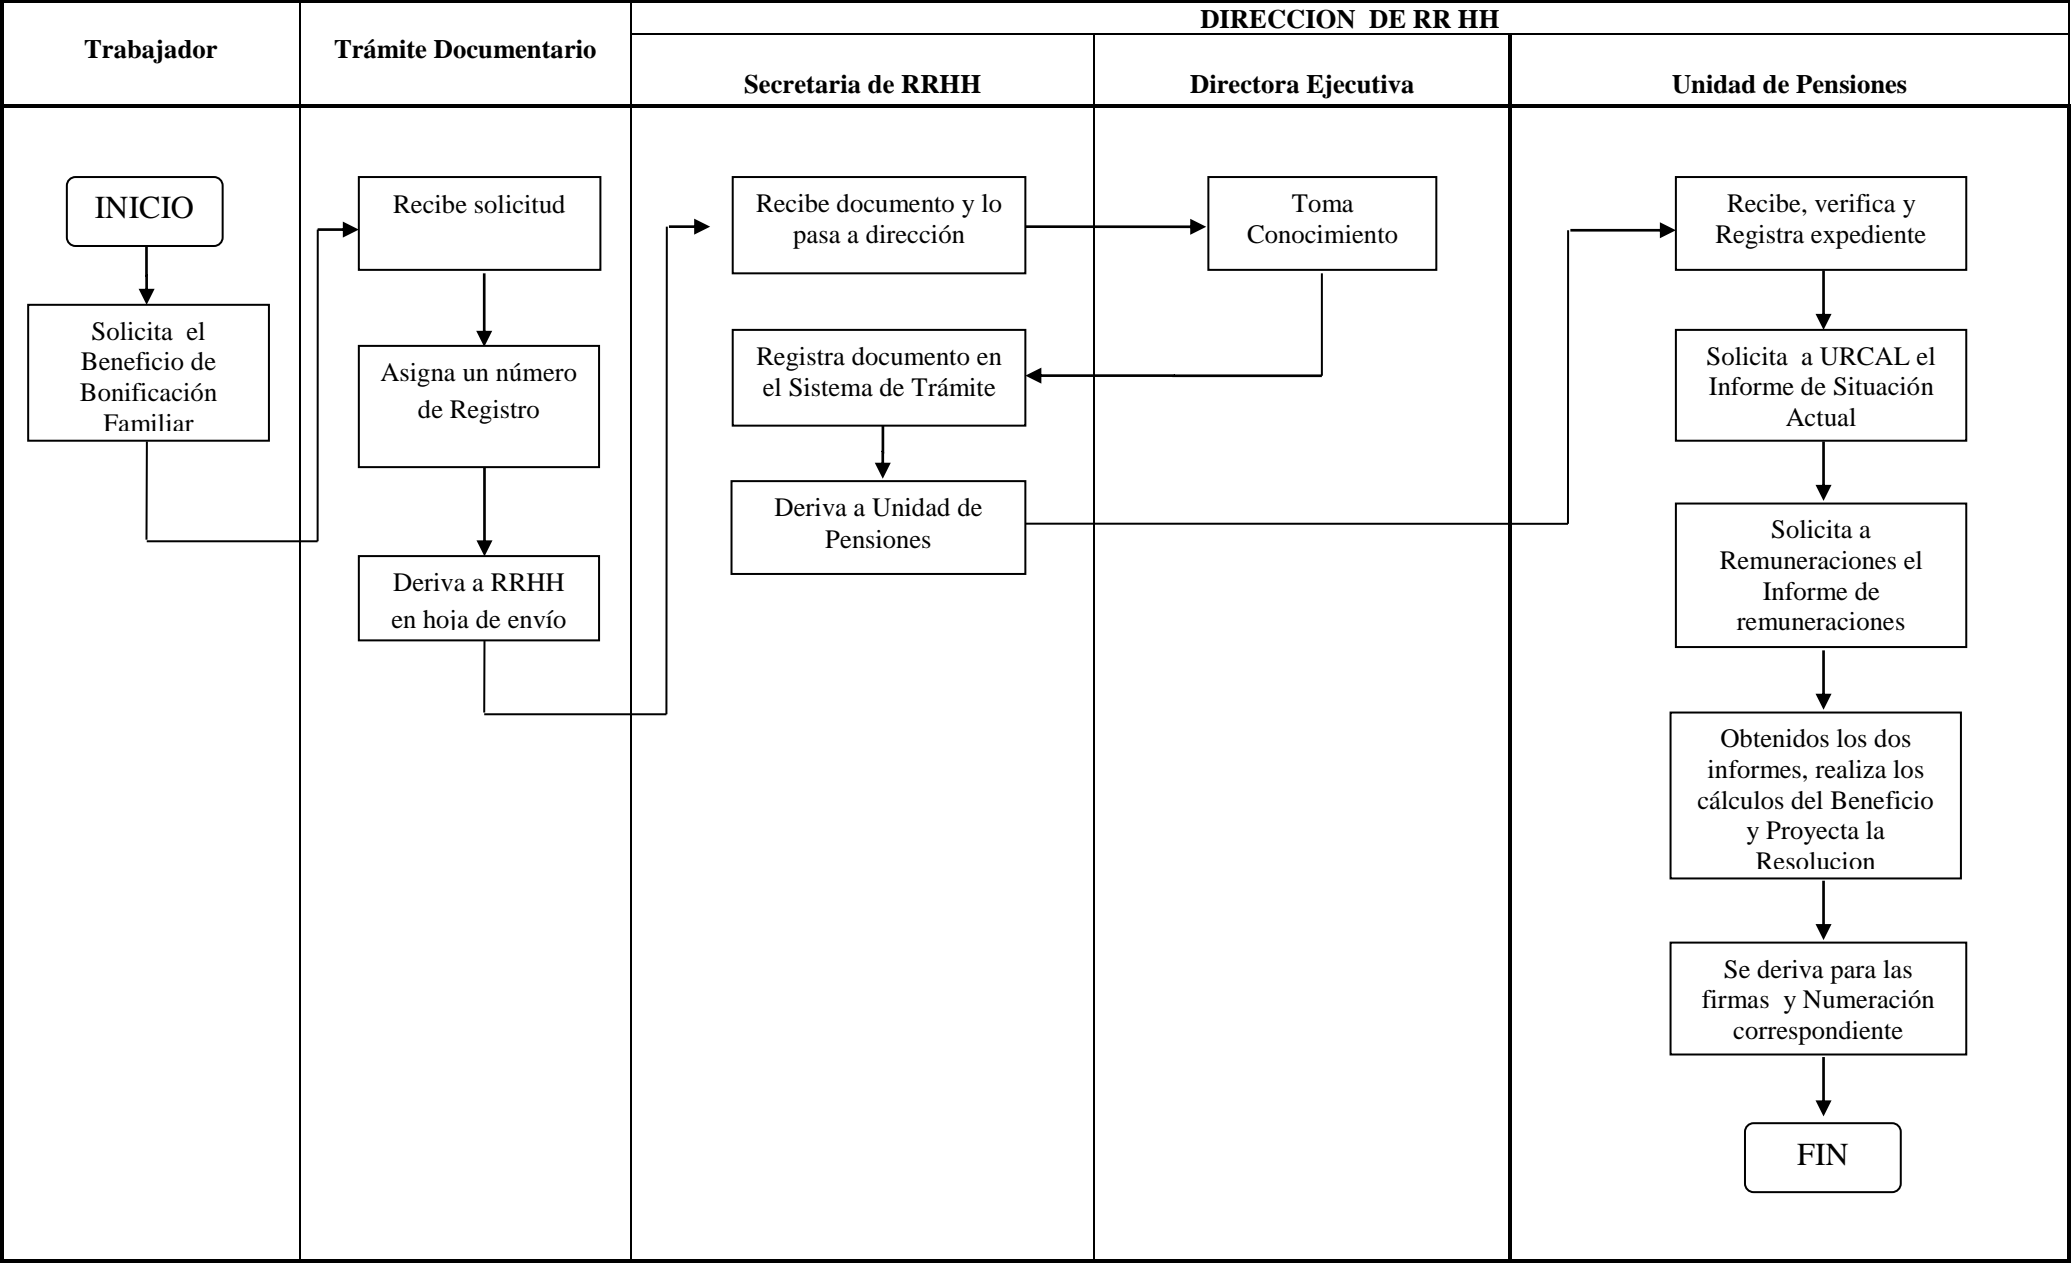 DIRECCION  DE RR HH
Trabajador
Trámite Documentario
Secretaria de RRHH
Directora Ejecutiva
Unidad de Pensiones
INICIO
Solicita  el
Beneficio de
Bonificación
Familiar
Recibe solicitud
Asigna un número
de Registro
Deriva a RRHH
en hoja de envío
Recibe documento y lo
pasa a dirección
Toma
Conocimiento
Registra documento en
el Sistema de Trámite
Deriva a Unidad de
Pensiones
Recibe, verifica y
Registra expediente
Solicita  a URCAL el
Informe de Situación
Actual
Solicita a
Remuneraciones el
Informe de
remuneraciones
Obtenidos los dos
informes, realiza los
cálculos del Beneficio
y Proyecta la
Resolucion
Se deriva para las
firmas  y Numeración
correspondiente
FIN